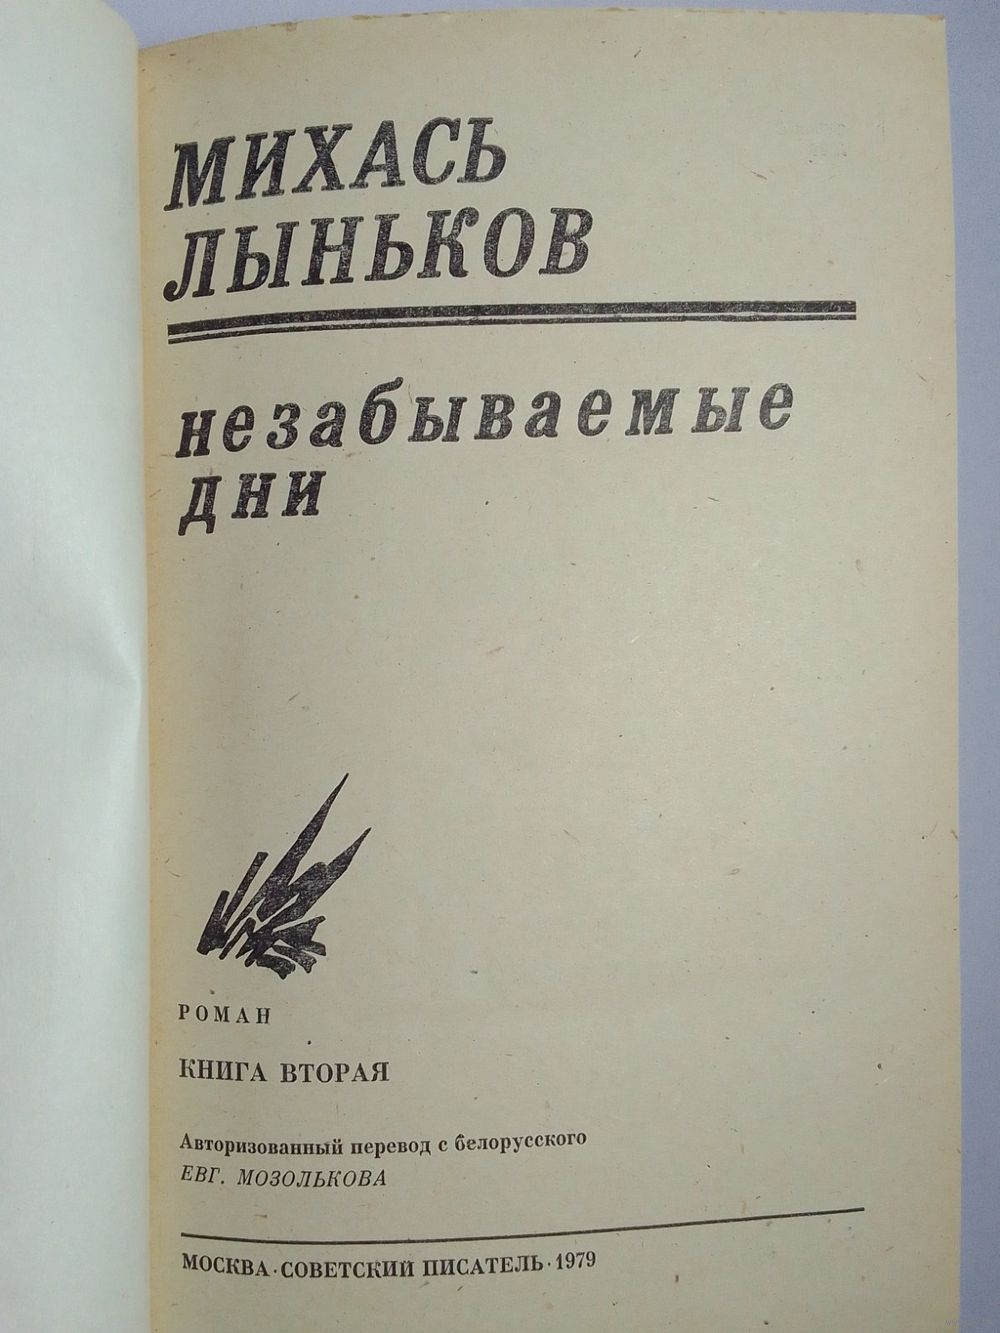 МИХАСЬ
ЛЫНЬКОВ
незабываемые
дни
РОМАН
КНИГА ВТОРАЯ
Авторизованный перевод с белорусского
ЕВГ. МОЗОЛЬКОВА
МОСКВА · СОВЕТСКИЙ ПИСАТЕЛЬ · 1979